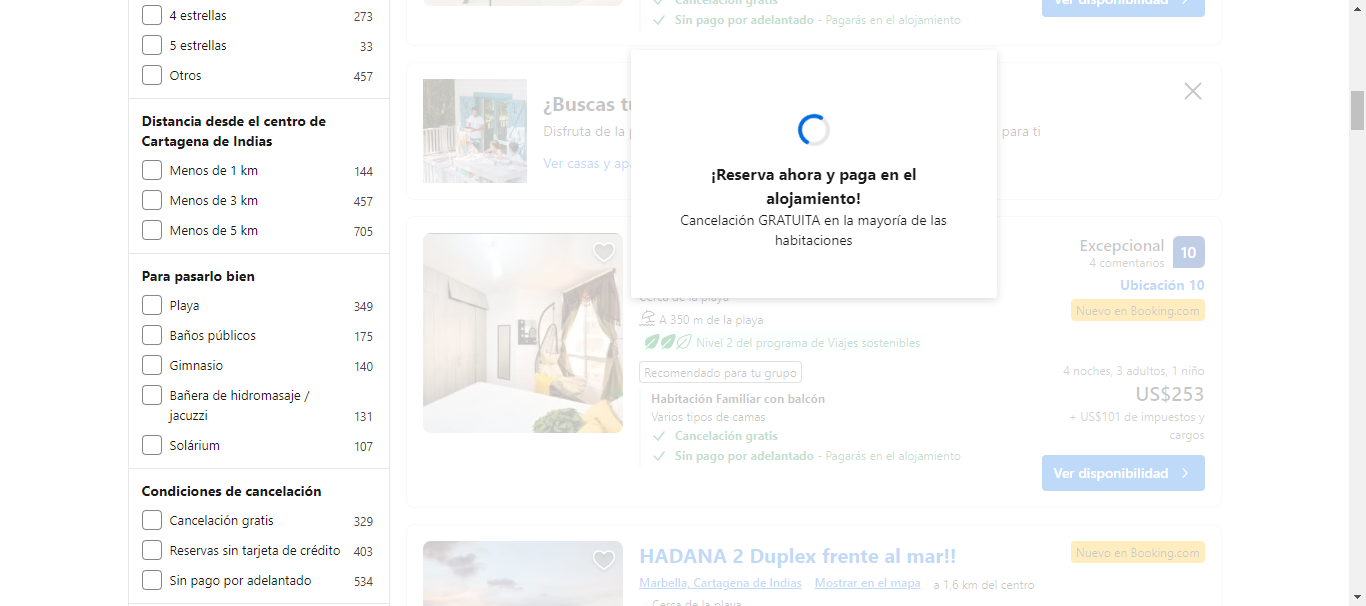 4 estrellas 273
5 estrellas 33
Otros 457
Distancia desde el centro de
Cartagena de Indias
Menos de 1 km 144
Menos de 3 km 457
Menos de 5 km 705
Para pasarlo bien
Playa 349
Baños públicos 175
Gimnasio 140
Bañera de hidromasaje /
jacuzzi 131
Solárium 107
Condiciones de cancelación
Cancelación gratis 329
Reservas sin tarjeta de crédito 403
Sin pago por adelantado 534
Cancelación gratis
Sin pago por adelantado - Pagarás en el alojamiento
Ver disponibilidad
¿Buscas tu
Disfruta de la para ti
Ver casas y apa
¡Reserva ahora y paga en el
alojamiento!
Cancelación GRATUITA en la mayoría de las
habitaciones
Excepcional 10
4 comentarios
Ubicación 10
Nuevo en Booking.com
Cerca de la playa
A 350 m de la playa
Nivel 2 del programa de Viajes sostenibles
Recomendado para tu grupo
Habitación Familiar con balcón
Varios tipos de camas
Cancelación gratis
Sin pago por adelantado - Pagarás en el alojamiento
4 noches, 3 adultos, 1 niño
US$253
+ US$101 de impuestos y
cargos
Ver disponibilidad
HADANA 2 Duplex frente al mar!!
Nuevo en Booking.com
Marbella, Cartagena de Indias Mostrar en el mapa a 1,6 km del centro
Cerca de la playa